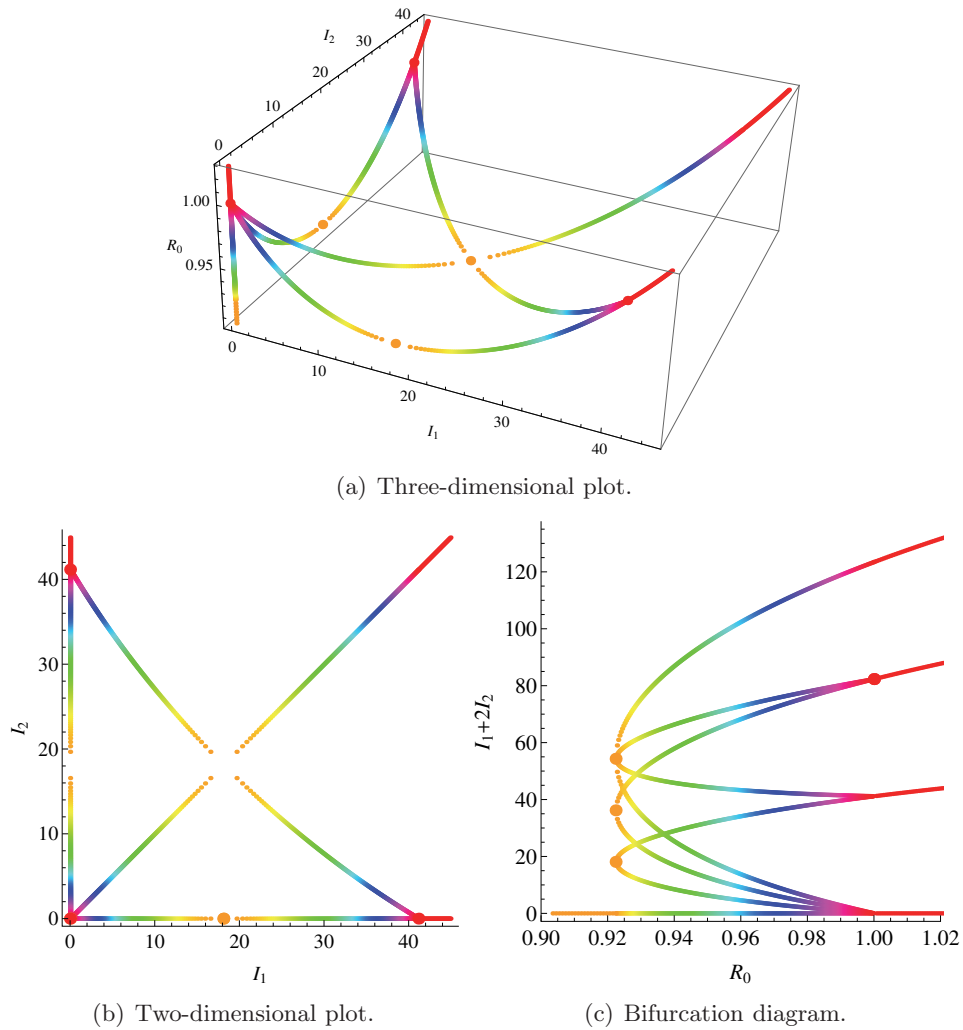 40
30
I2
20
10
0
1.00
R0
0.95
0
10
20
30
40
I1
(a) Three-dimensional plot.
40
30
I2
20
10
0
0 10 20 30 40
I1
(b) Two-dimensional plot.
120
100
80
I1+2I2
60
40
20
0
0.90 0.92 0.94 0.96 0.98 1.00 1.02
R0
(c) Bifurcation diagram.